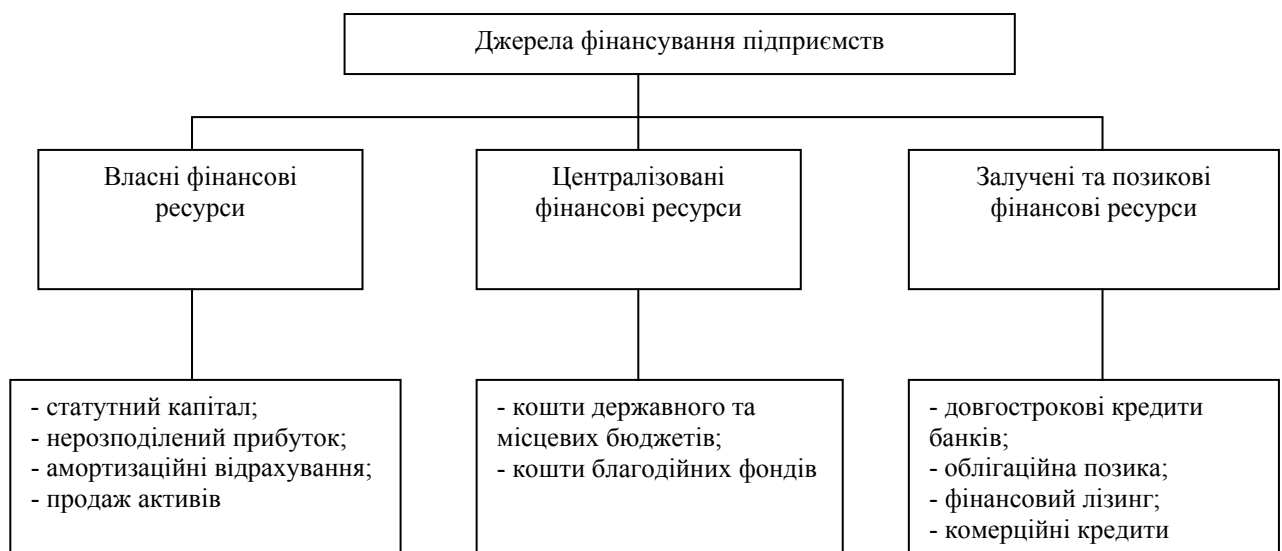 Джерела фінансування підприємств
Власні фінансові
ресурси
Централізовані
фінансові ресурси
Залучені та позикові
фінансові ресурси
- статутний капітал;
- нерозподілений прибуток;
- амортизаційні відрахування;
- продаж активів
- кошти державного та
місцевих бюджетів;
- кошти благодійних фондів
- довгострокові кредити
банків;
- облігаційна позика;
- фінансовий лізинг;
- комерційні кредити